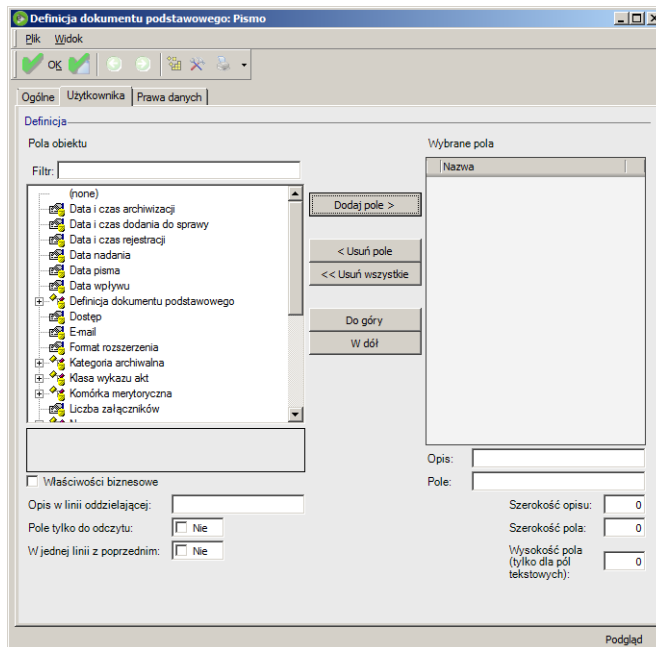 Definicja dokumentu podstawowego: Pismo
Plik Widok
OK
Ogólne Użytkownika Prawa danych
Definicja
Pola obiektu
Wybrane pola
Filtr:
Nazwa
(none)
Data i czas archiwizacji
Data i czas dodania do sprawy
Data i czas rejestracji
Data nadania
Data pisma
Data wpływu
Definicja dokumentu podstawowego
Dostęp
E-mail
Format rozszerzenia
Kategoria archiwalna
Klasa wykazu akt
Komórka merytoryczna
Liczba załączników
Dodaj pole >
< Usuń pole
<< Usuń wszystkie
Do góry
W dół
Opis:
Pole:
Właściwości biznesowe
Opis w linii oddzielającej:
Pole tylko do odczytu: Nie
W jednej linii z poprzednim: Nie
Szerokość opisu: 0
Szerokość pola: 0
Wysokość pola
(tylko dla pól
tekstowych): 0
Podgląd